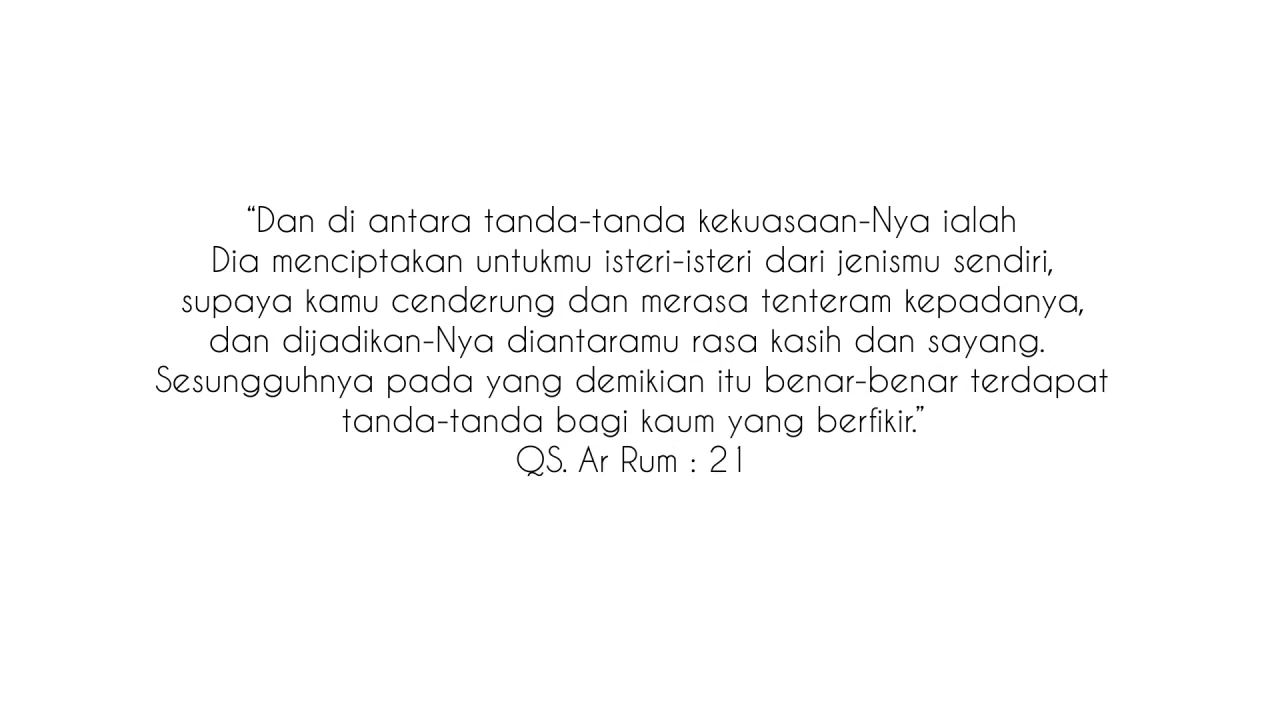 “Dan di antara tanda-tanda kekuasaan-Nya ialah
Dia menciptakan untukmu isteri-isteri dari jenismu sendiri,
supaya kamu cenderung dan merasa tenteram kepadanya,
dan dijadikan-Nya diantaramu rasa kasih dan sayang.
Sesungguhnya pada yang demikian itu benar-benar terdapat
tanda-tanda bagi kaum yang berfikir.”
QS. Ar Rum : 21